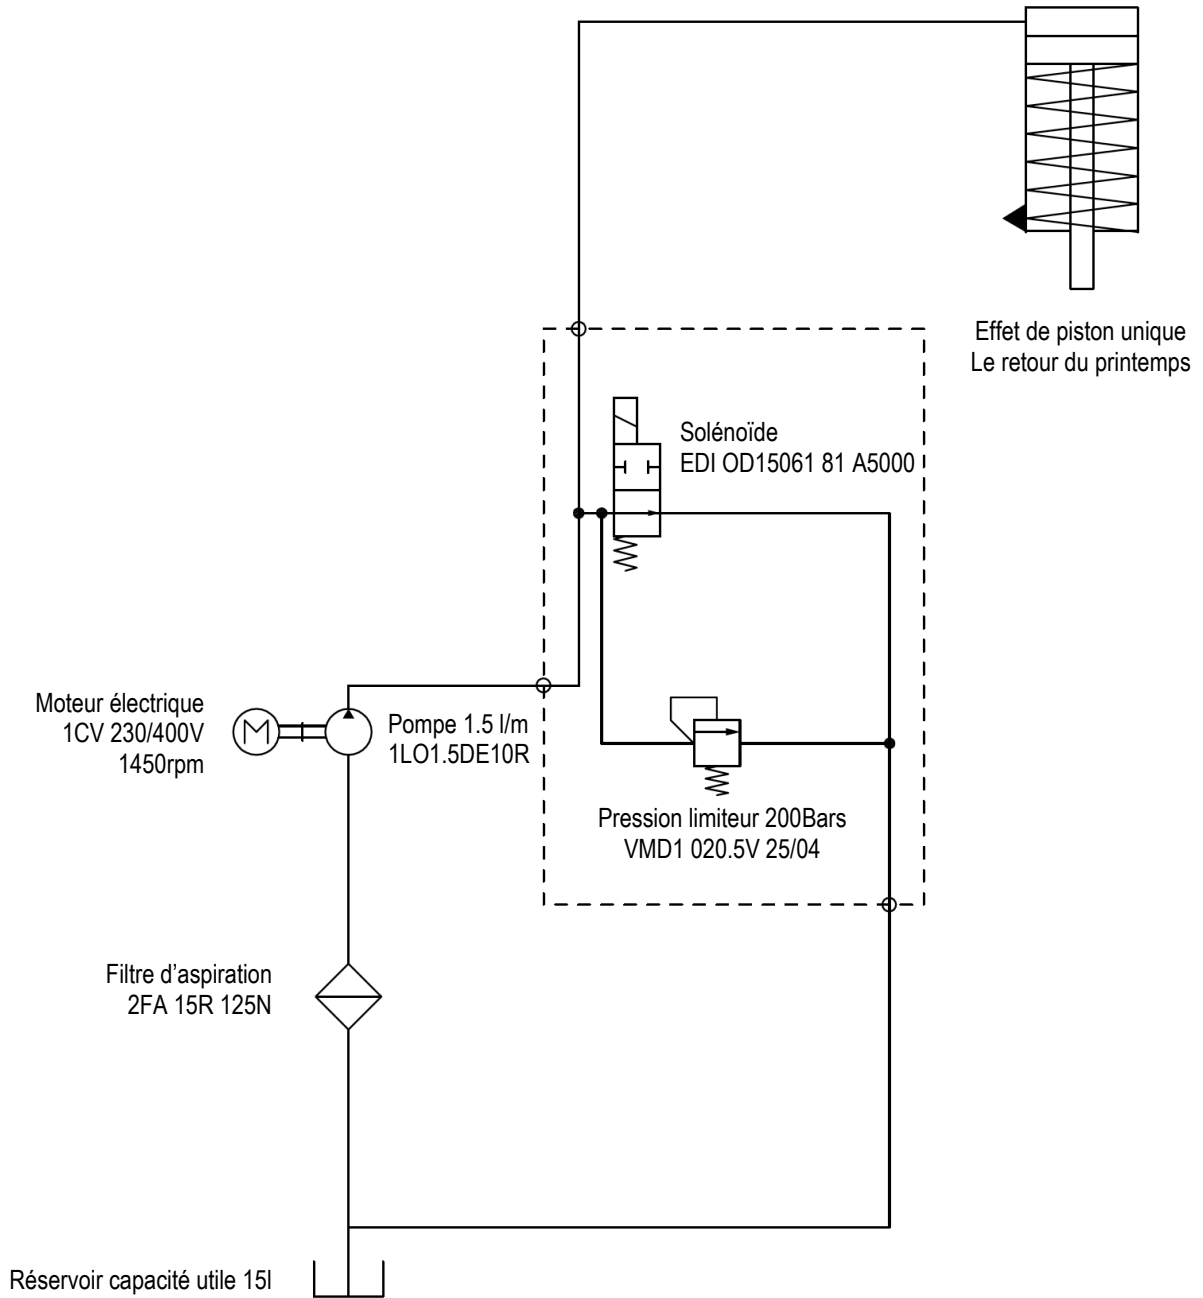 Effet de piston unique
Le retour du printemps
Solénoïde
EDI OD15061 81 A5000
Moteur électrique
1CV 230/400V
1450rpm
M
Pompe 1.5 l/m
1LO1.5DE10R
Pression limiteur 200Bars
VMD1 020.5V 25/04
Filtre d’aspiration
2FA 15R 125N
Réservoir capacité utile 15l